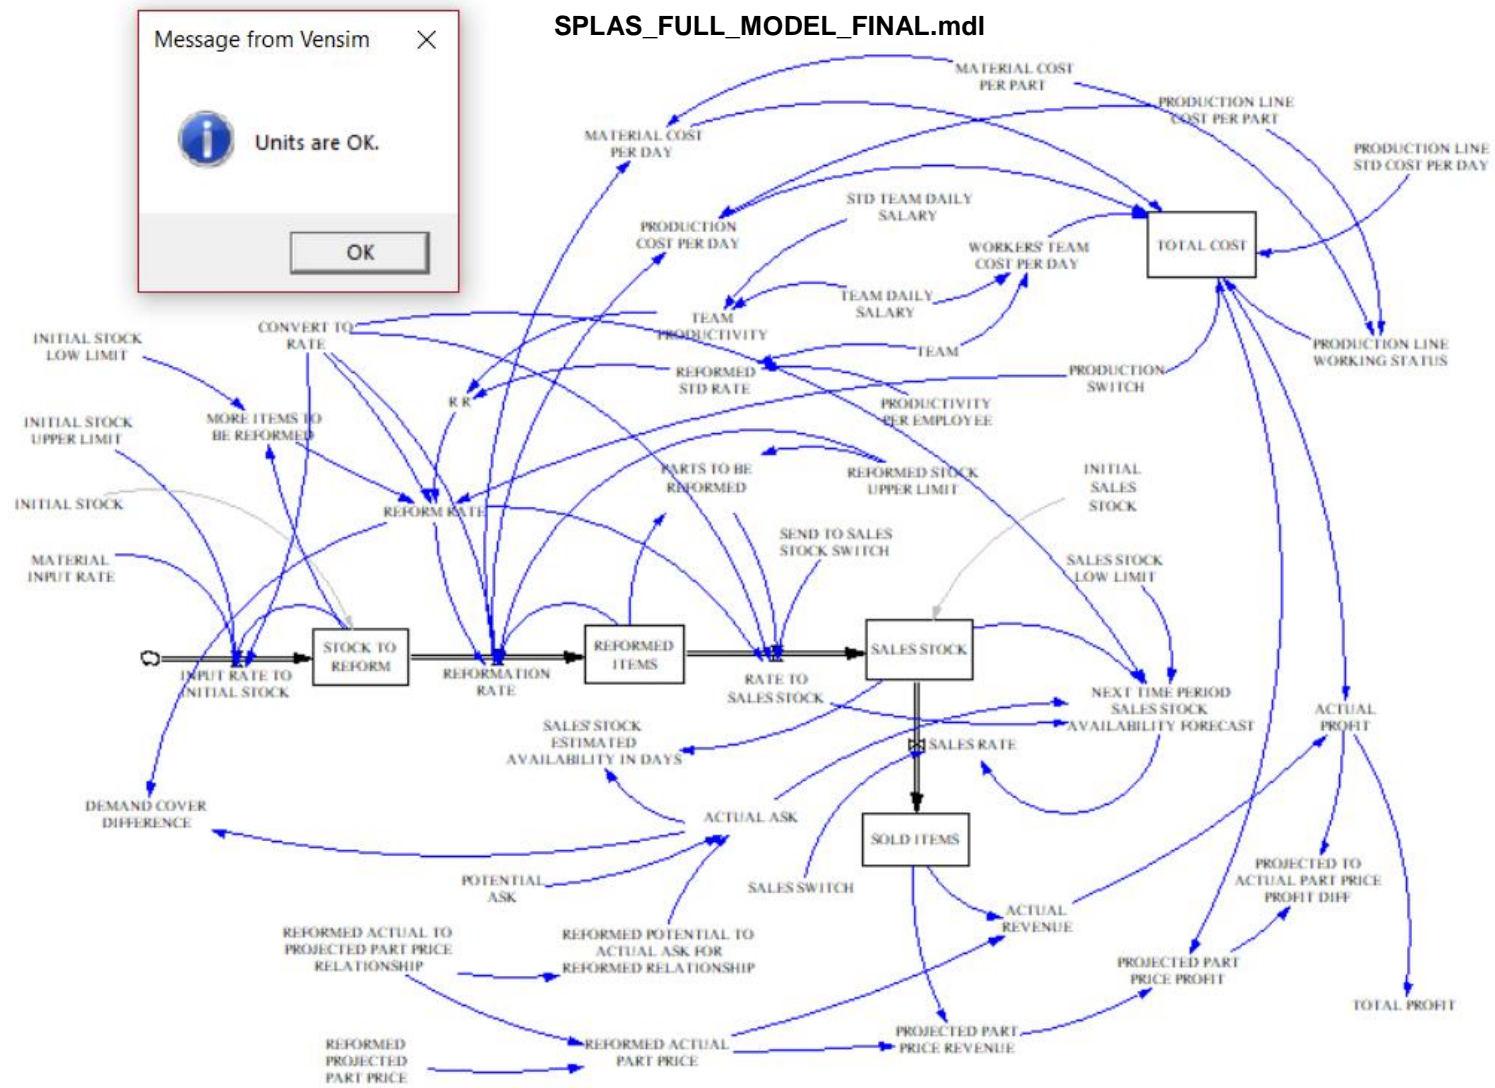 SPLAS_FULL_MODEL_FINAL.mdl
Message from Vensim
Units are OK.
OK
MATERIAL COST
PER PART
PRODUCTION LINE
COST PER PART
MATERIAL COST
PER DAY
PRODUCTION LINE
STD COST PER DAY
STD TEAM DAILY
SALARY
PRODUCTION
COST PER DAY
WORKERS' TEAM
COST PER DAY
TOTAL COST
TEAM DAILY
SALARY
TEAM
PRODUCTIVITY
TEAM
PRODUCTION LINE
WORKING STATUS
INITIAL STOCK
LOW LIMIT
CONVERT TO
RATE
REFORMED
STD RATE
PRODUCTION
SWITCH
R R
PRODUCTIVITY
PER EMPLOYEE
INITIAL STOCK
UPPER LIMIT
MORE ITEMS TO
BE REFORMED
PARTS TO BE
REFORMED
REFORMED STOCK
UPPER LIMIT
INITIAL
SALES
STOCK
INITIAL STOCK
REFORM RATE
SEND TO SALES
STOCK SWITCH
MATERIAL
INPUT RATE
SALES STOCK
LOW LIMIT
STOCK TO
REFORM
REFORMED
ITEMS
SALES STOCK
INPUT RATE TO
INITIAL STOCK
REFORMATION
RATE
RATE TO
SALES STOCK
NEXT TIME PERIOD
SALES STOCK
AVAILABILITY FORECAST
ACTUAL
PROFIT
SALES' STOCK
ESTIMATED
AVAILABILITY IN DAYS
SALES RATE
DEMAND COVER
DIFFERENCE
ACTUAL ASK
SOLD ITEMS
POTENTIAL
ASK
SALES SWITCH
PROJECTED TO
ACTUAL PART PRICE
PROFIT DIFF
ACTUAL
REVENUE
REFORMED ACTUAL TO
PROJECTED PART PRICE
RELATIONSHIP
REFORMED POTENTIAL TO
ACTUAL ASK FOR
REFORMED RELATIONSHIP
PROJECTED PART
PRICE PROFIT
TOTAL PROFIT
REFORMED
PROJECTED
PART PRICE
REFORMED ACTUAL
PART PRICE
PROJECTED PART
PRICE REVENUE